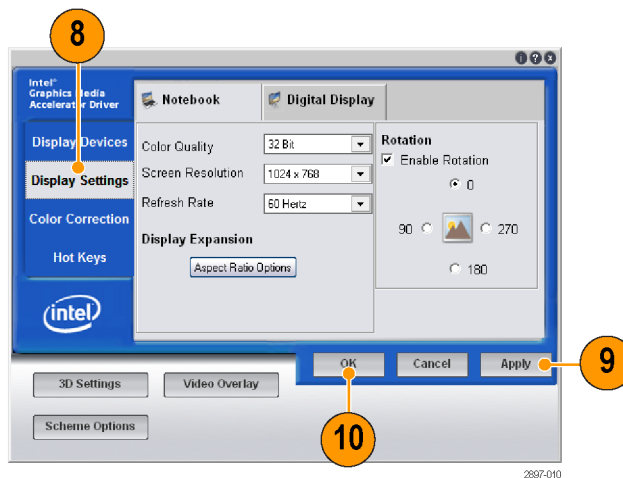 8
Intel®
Graphics Media
Accelerator Driver
Notebook
Digital Display
Display Devices
Display Settings
Color Correction
Hot Keys
intel
Color Quality
32 Bit
Screen Resolution
1024 x 768
Refresh Rate
60 Hertz
Display Expansion
Aspect Ratio Options
Rotation
Enable Rotation
0
90
270
180
OK
Cancel
Apply
9
3D Settings
Video Overlay
Scheme Options
10
2897-010